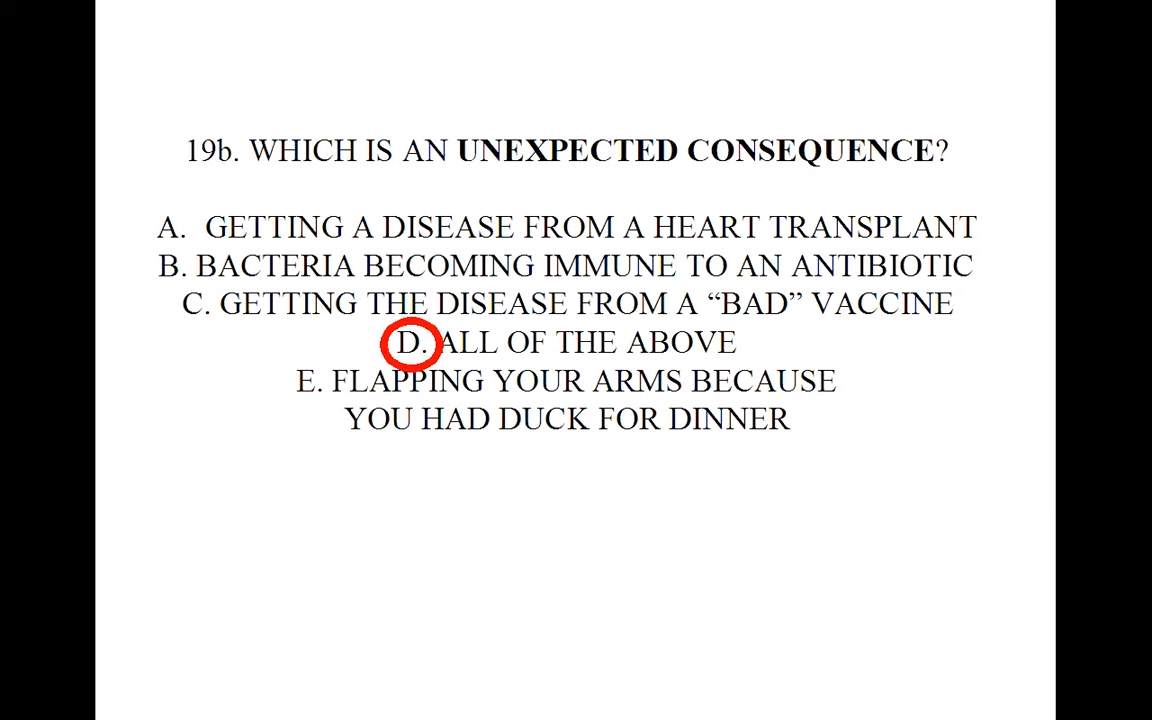 19b. WHICH IS AN UNEXPECTED CONSEQUENCE?
A. GETTING A DISEASE FROM A HEART TRANSPLANT
B. BACTERIA BECOMING IMMUNE TO AN ANTIBIOTIC
C. GETTING THE DISEASE FROM A “BAD” VACCINE
D. ALL OF THE ABOVE
E. FLAPPING YOUR ARMS BECAUSE
YOU HAD DUCK FOR DINNER